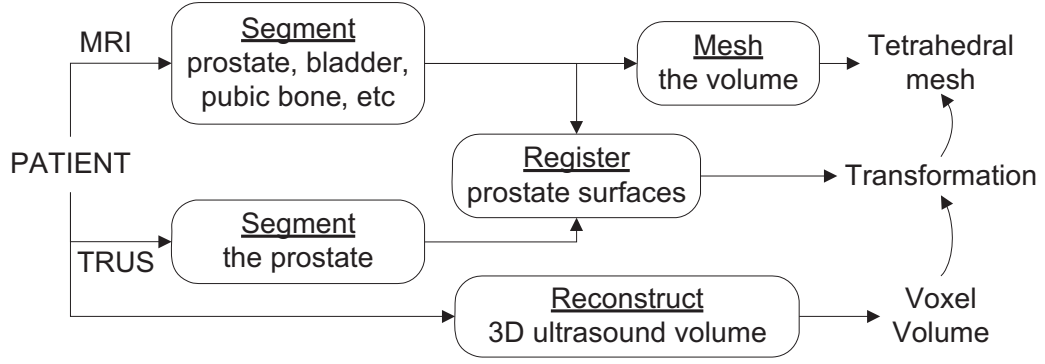 MRI
Segment
prostate, bladder,
pubic bone, etc
Mesh
the volume
Tetrahedral
mesh
PATIENT
Register
prostate surfaces
Transformation
TRUS
Segment
the prostate
Reconstruct
3D ultrasound volume
Voxel
Volume